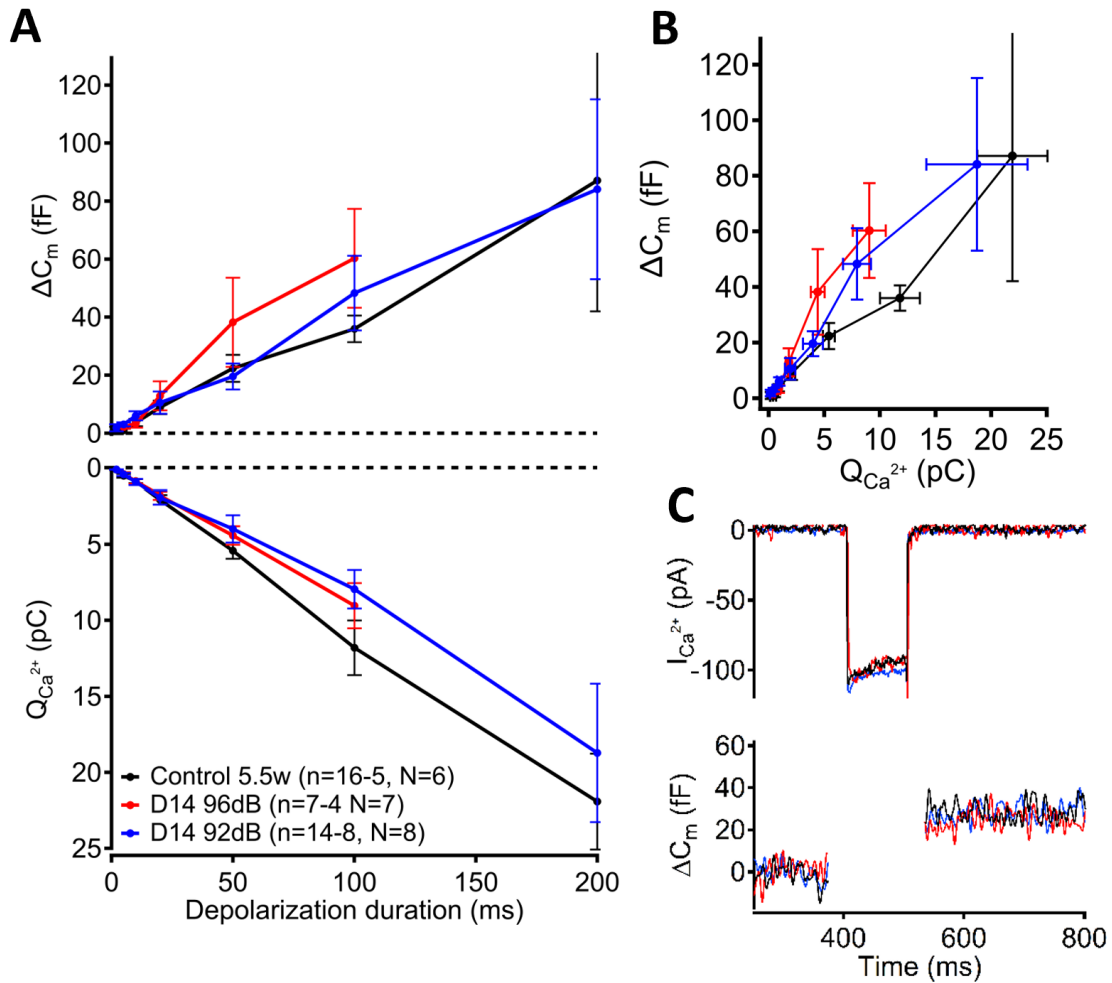 A
120
100
80
60
40
20
0
ΔCm (fF)
0
5
10
15
20
25
QCa2+ (pC)
Control 5.5w (n=16-5, N=6)
D14 96dB (n=7-4 N=7)
D14 92dB (n=14-8, N=8)
0 50 100 150 200
Depolarization duration (ms)
B
120
100
80
60
40
20
0
ΔCm (fF)
0 5 10 15 20 25
QCa2+ (pC)
C
0
-50
-100
ICa2+ (pA)
60
40
20
0
ΔCm (fF)
400 600 800
Time (ms)